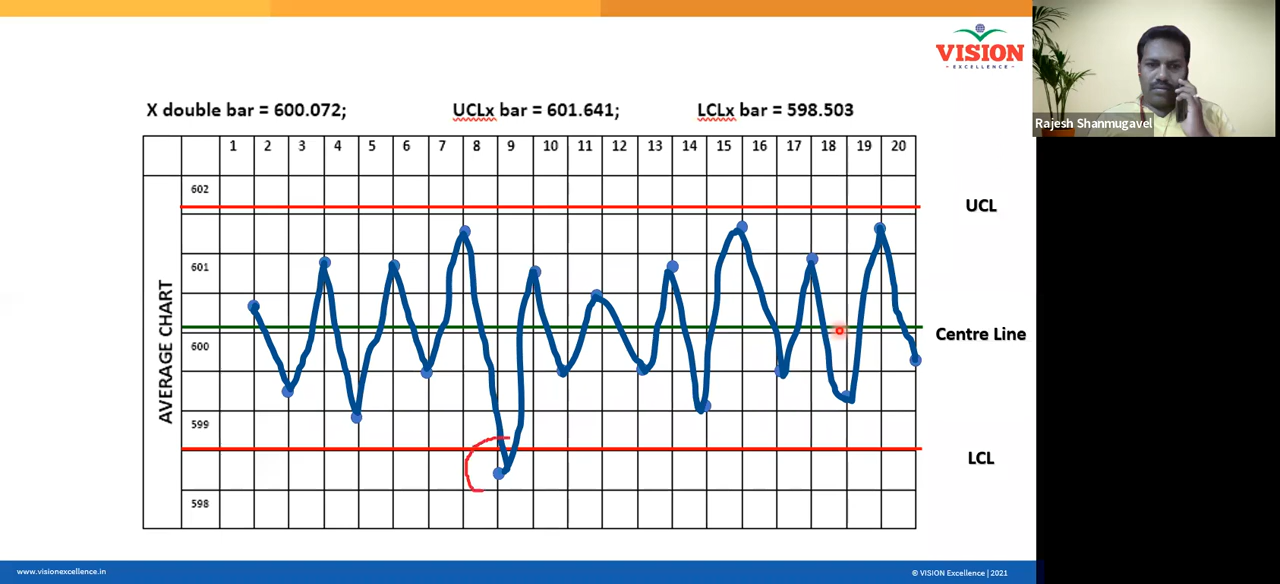 VISION
- EXCELLENCE -
Rajesh Shanmugavel
X double bar = 600.072; UCLx bar = 601.641; LCLx bar = 598.503
1 2 3 4 5 6 7 8 9 10 11 12 13 14 15 16 17 18 19 20
602
UCL
601
AVERAGE CHART
Centre Line
600
599
LCL
598
www.visionexcellence.in
© VISION Excellence | 2021